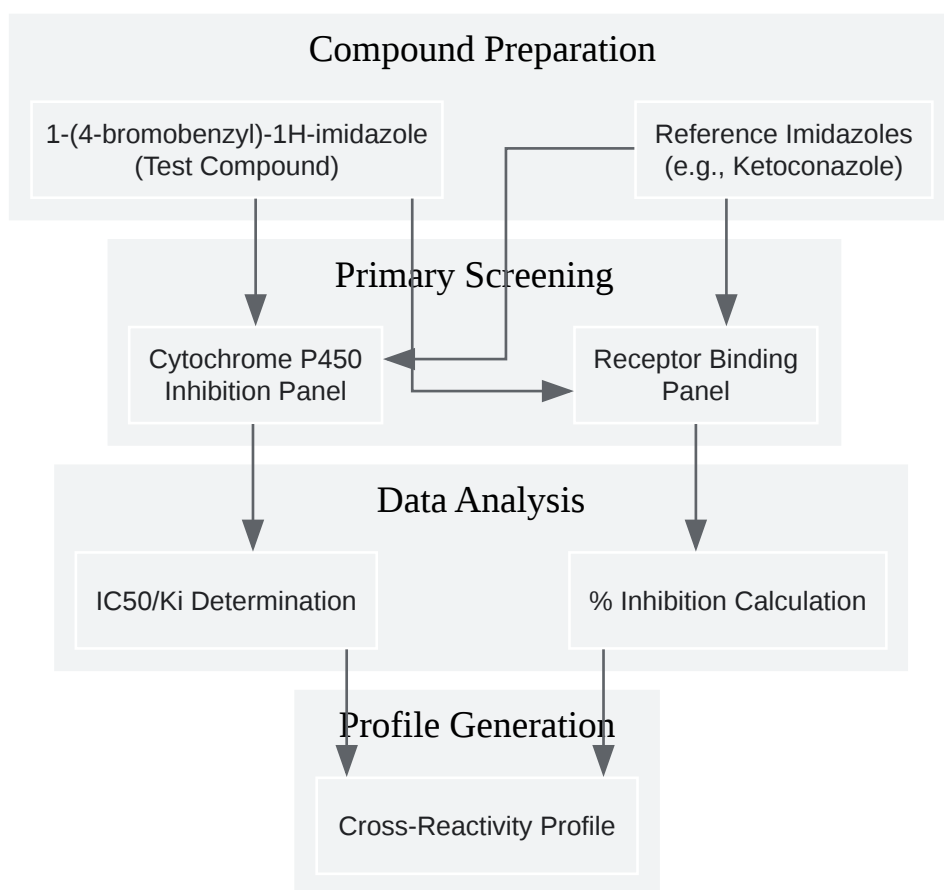 Compound Preparation
1-(4-bromobenzyl)-1H-imidazole
(Test Compound)
Reference Imidazoles
(e.g., Ketoconazole)
Primary Screening
Cytochrome P450
Inhibition Panel
Receptor Binding
Panel
Data Analysis
IC50/Ki Determination
% Inhibition Calculation
Profile Generation
Cross-Reactivity Profile